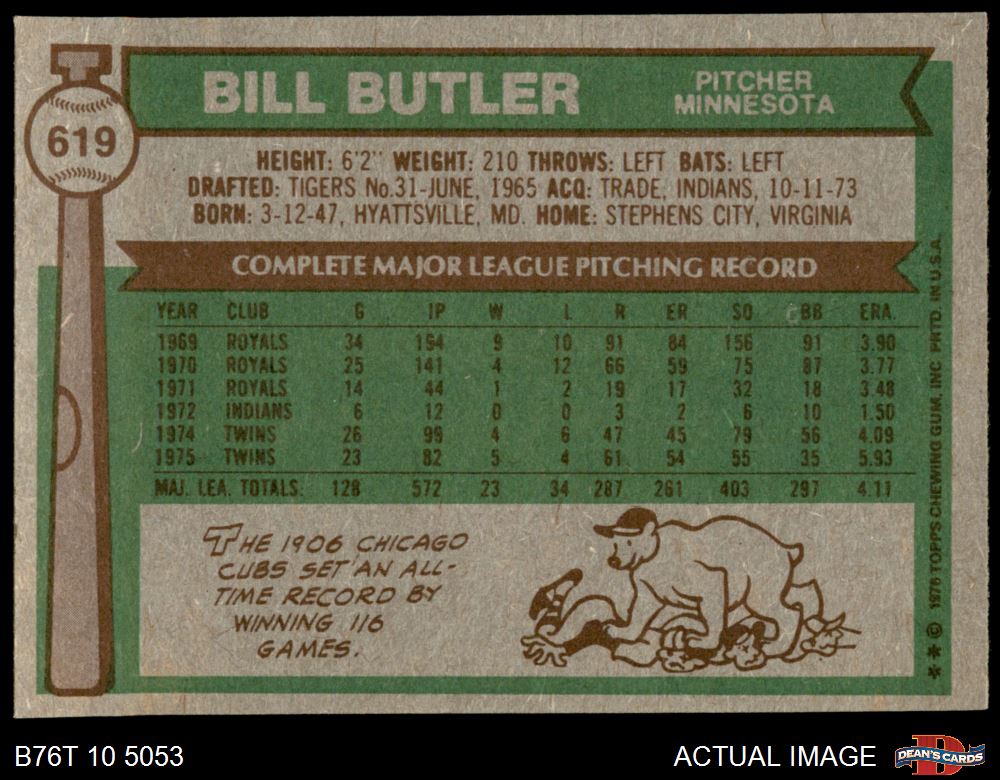 619
BILL BUTLER
PITCHER
MINNESOTA
HEIGHT: 6'2" WEIGHT: 210 THROWS: LEFT BATS: LEFT
DRAFTED: TIGERS No.31-JUNE, 1965 ACQ: TRADE, INDIANS, 10-11-73
BORN: 3-12-47, HYATTSVILLE, MD. HOME: STEPHENS CITY, VIRGINIA
COMPLETE MAJOR LEAGUE PITCHING RECORD
YEAR CLUB G IP W L R ER SO BB ERA.
1969 ROYALS 34 194 9 10 91 84 156 91 3.90
1970 ROYALS 25 141 4 12 66 59 75 87 3.77
1971 ROYALS 14 44 1 2 19 17 32 18 3.48
1972 INDIANS 6 12 0 0 3 2 6 10 1.50
1974 TWINS 26 99 4 6 47 45 79 56 4.09
1975 TWINS 23 82 5 4 61 54 55 35 5.93
MAJ. LEA. TOTALS: 128 572 23 34 287 261 403 297 4.11
THE 1906 CHICAGO
CUBS SET AN ALL-
TIME RECORD BY
WINNING 116
GAMES.
** © 1976 TOPPS CHEWING GUM, INC. PRTD. IN U.S.A.
B76T 10 5053
ACTUAL IMAGE
DEAN'S CARDS